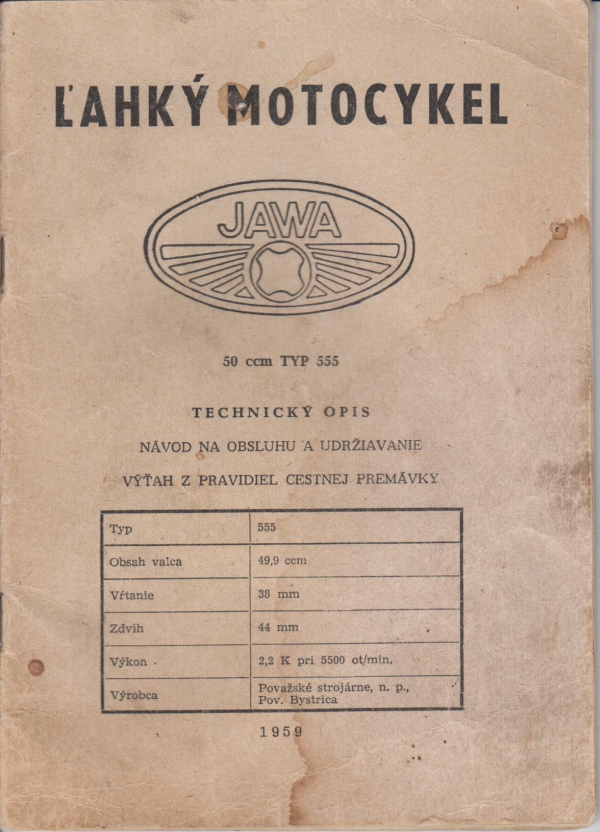 ĽAHKÝ MOTOCYKEL
JAWA
50 ccm TYP 555
TECHNICKÝ OPIS
NÁVOD NA OBSLUHU A UDRŽIAVANIE
VÝŤAH Z PRAVIDIEL CESTNEJ PREMÁVKY
Typ 555
Obsah valca 49,9 ccm
Vŕtanie 38 mm
Zdvih 44 mm
Výkon 2,2 K pri 5500 ot/min.
Výrobca Považské strojárne, n. p.,
Pov. Bystrica
1959